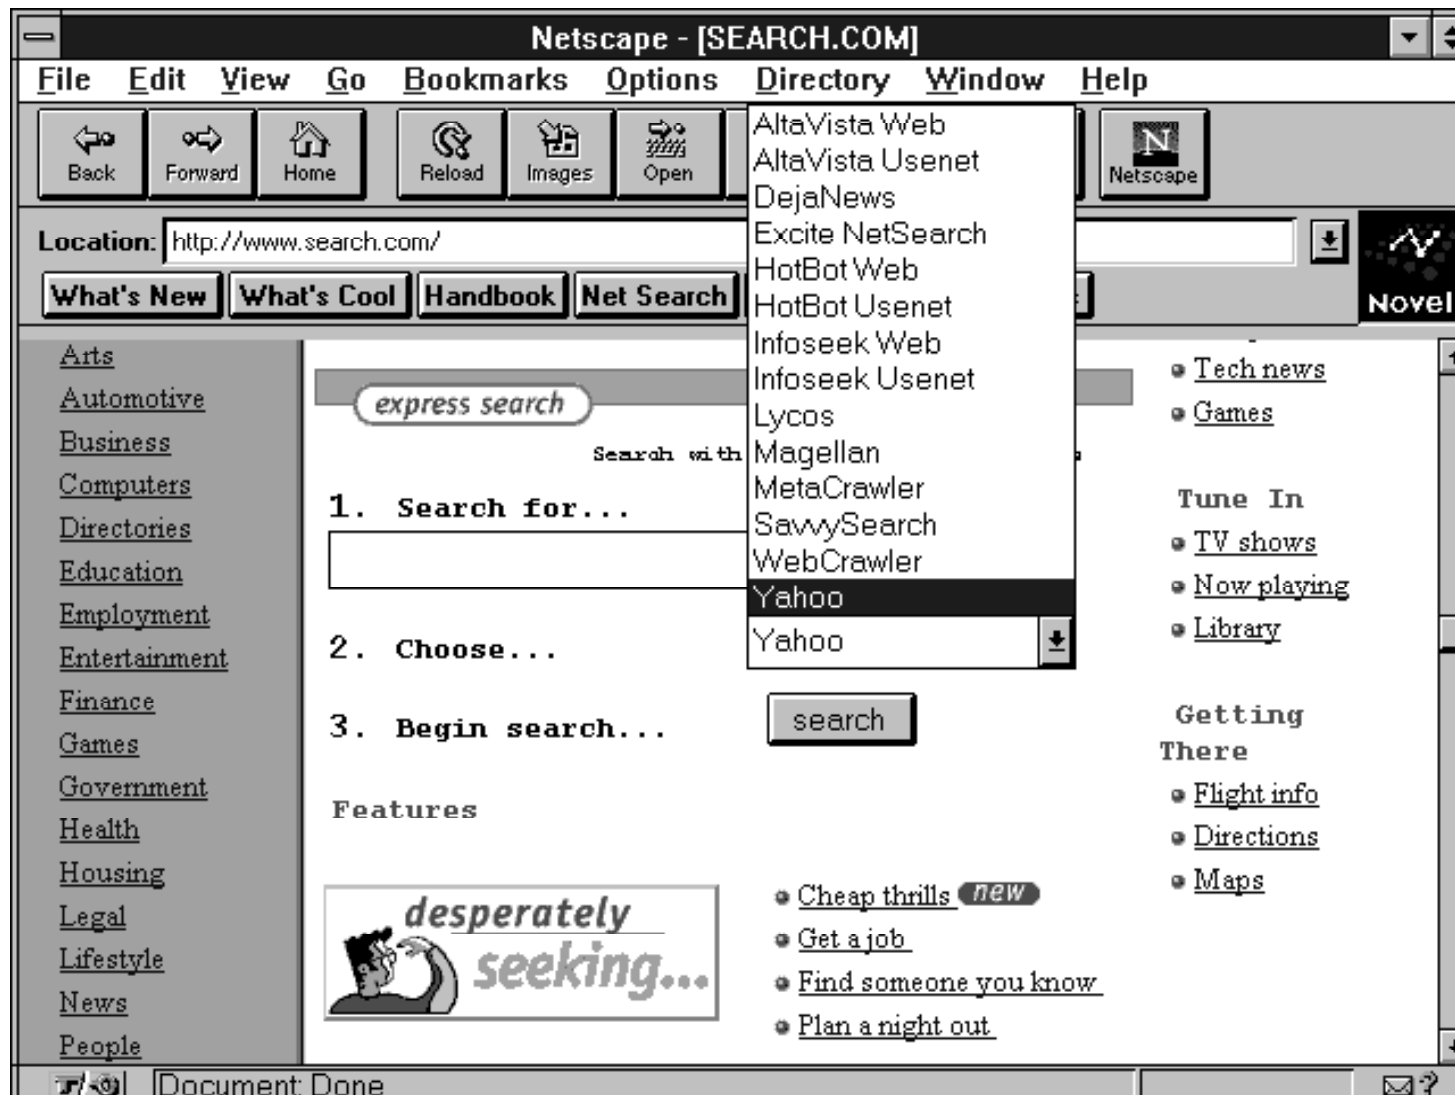 Netscape - [SEARCH.COM]
File Edit View Go Bookmarks Options Directory Window Help
Back Forward Home Reload Images Open N Netscape
Location: http://www.search.com/
What's New What's Cool Handbook Net Search
Novel
Arts
Automotive
Business
Computers
Directories
Education
Employment
Entertainment
Finance
Games
Government
Health
Housing
Legal
Lifestyle
News
People
express search
Search with
1. Search for...
2. Choose...
3. Begin search...
AltaVista Web
AltaVista Usenet
DejaNews
Excite NetSearch
HotBot Web
HotBot Usenet
Infoseek Web
Infoseek Usenet
Lycos
Magellan
MetaCrawler
SavvySearch
WebCrawler
Yahoo
Yahoo
search
Features
desperately
seeking...
Cheap thrills new
Get a job
Find someone you know
Plan a night out
Tech news
Games
Tune In
TV shows
Now playing
Library
Getting
There
Flight info
Directions
Maps
Document: Done